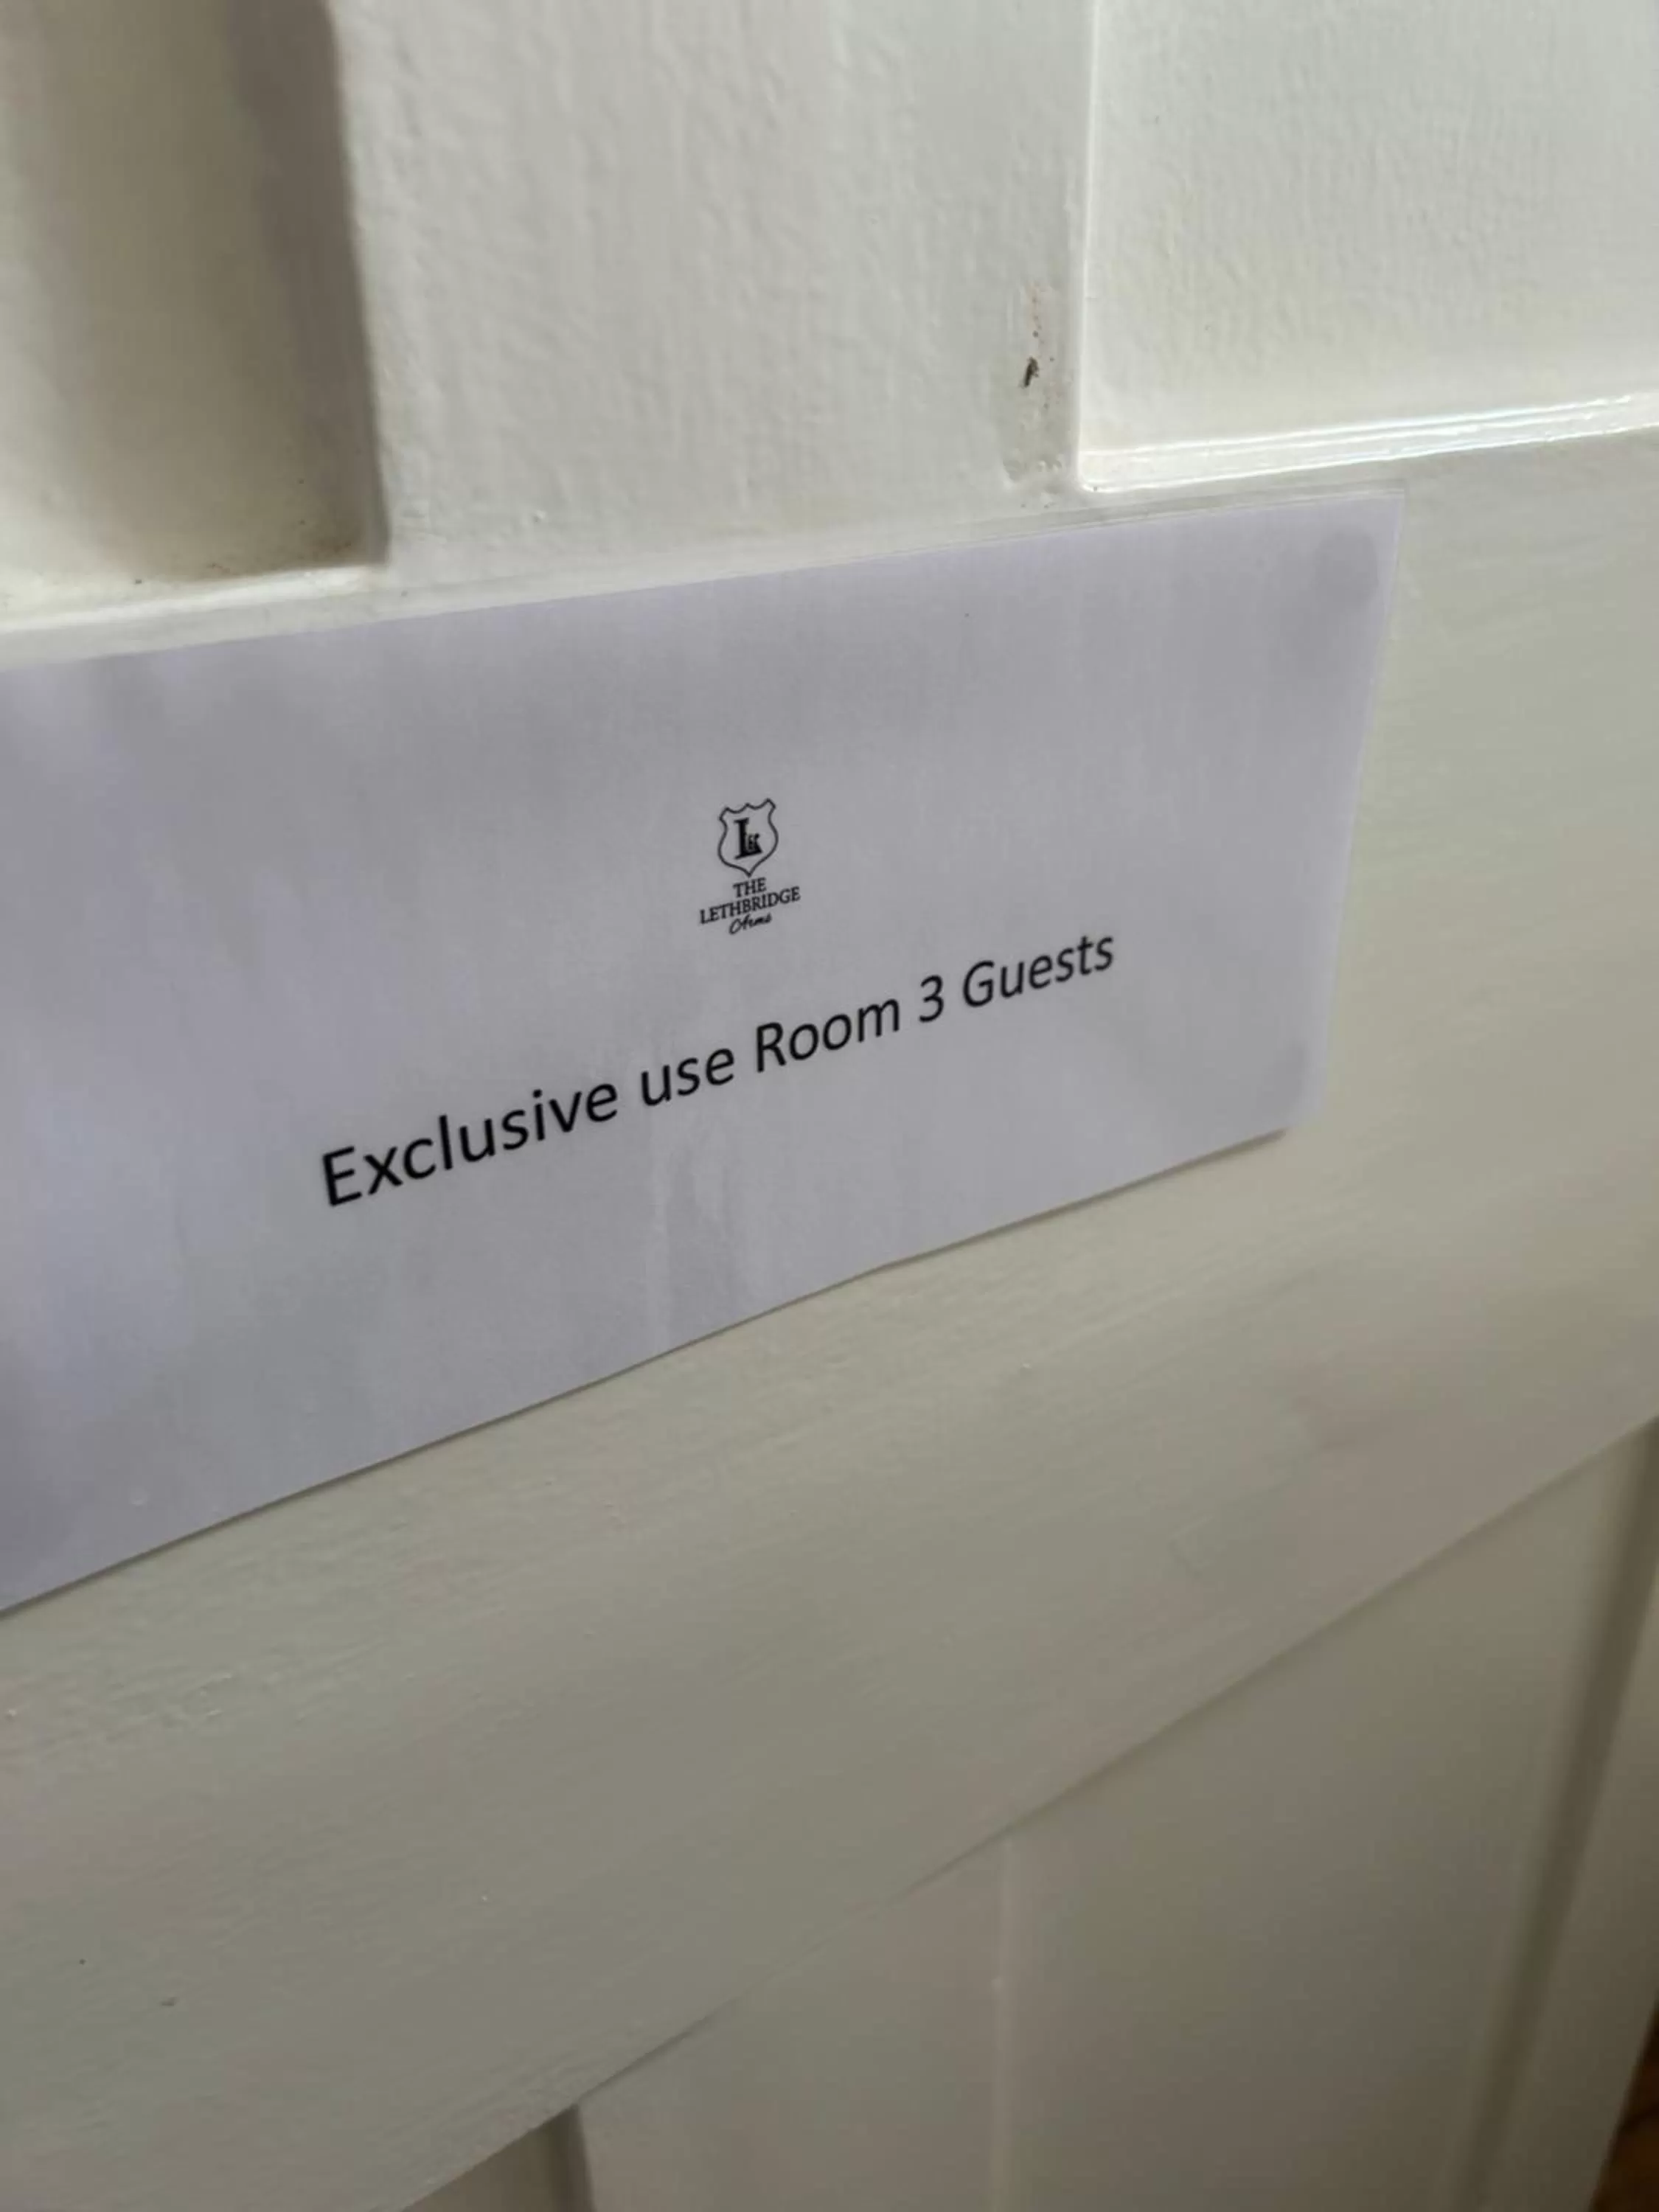 THE
LETHBRIDGE
Arms
Exclusive use Room 3 Guests